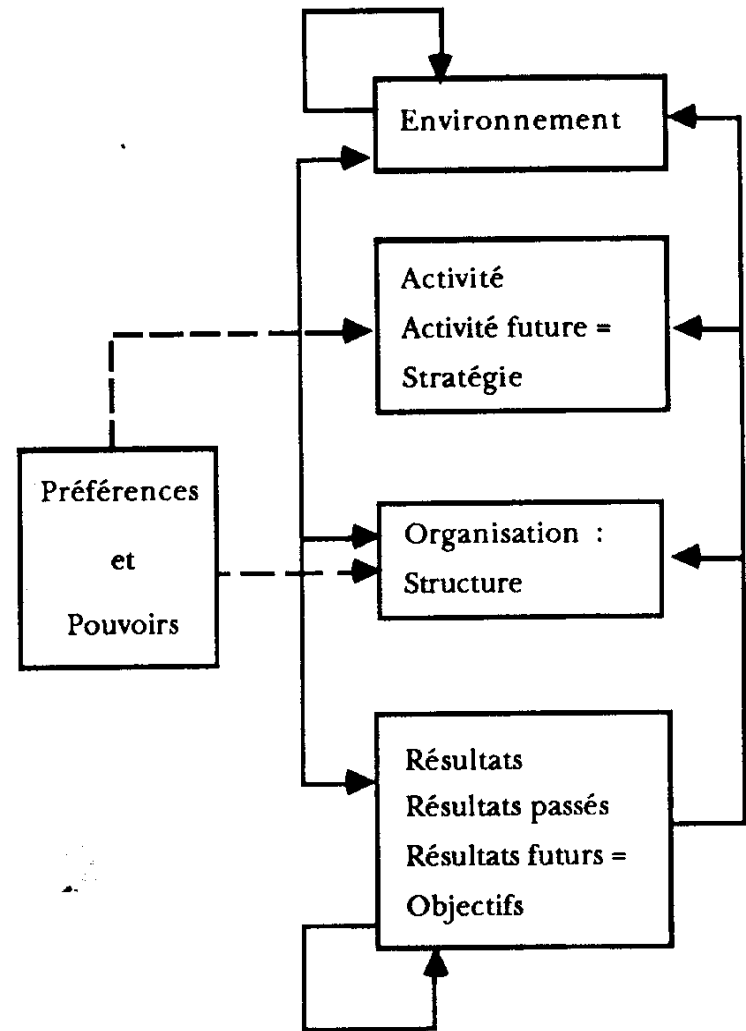 Environnement
Activité
Activité future =
Stratégie
Préférences
et
Pouvoirs
Organisation :
Structure
Résultats
Résultats passés
Résultats futurs =
Objectifs